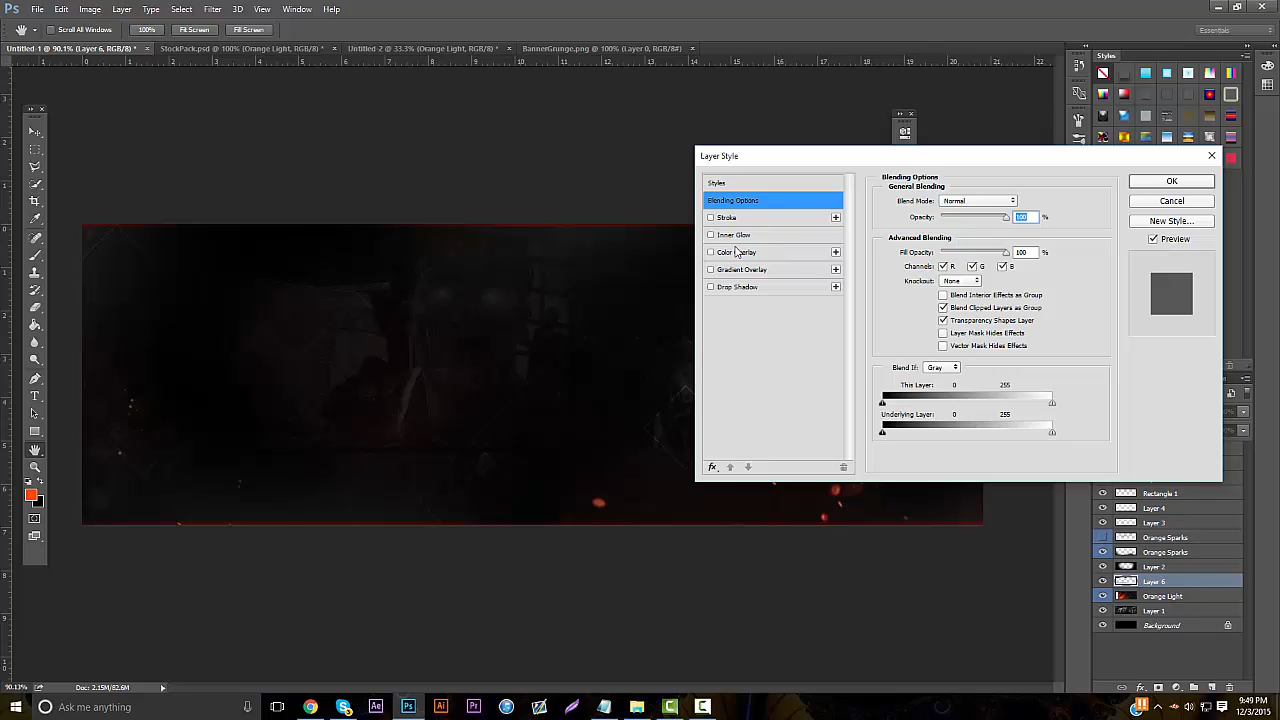 Ps File Edit Image Layer Type Select Filter 3D View Window Help
Scroll All Windows 100% Fit Screen Fill Screen Essentials
Untitled-1 @ 90.1% (Layer 6, RGB/8) * × StockPack.psd @ 100% (Orange Light, RGB/8) * × Untitled-2 @ 33.3% (Orange Light, RGB/8) * × BannerGrunge.png @ 100% (Layer 0, RGB/8#) ×
Styles
Layer Style
Styles
Blending Options
Stroke
Inner Glow
Color Overlay
Gradient Overlay
Drop Shadow
fx
Blending Options
General Blending
Blend Mode: Normal
Opacity: 100 %
Advanced Blending
Fill Opacity: 100 %
Channels: R G B
Knockout: None
Blend Interior Effects as Group
Blend Clipped Layers as Group
Transparency Shapes Layer
Layer Mask Hides Effects
Vector Mask Hides Effects
Blend If: Gray
This Layer: 0 255
Underlying Layer: 0 255
OK
Cancel
New Style...
Preview
Rectangle 1
Layer 4
Layer 3
Orange Sparks
Orange Sparks
Layer 2
Layer 6
Orange Light
Layer 1
Background
90.13% Doc: 2.15M/82.6M
Ask me anything
Ae Ps Ai Pr
9:49 PM
12/3/2015